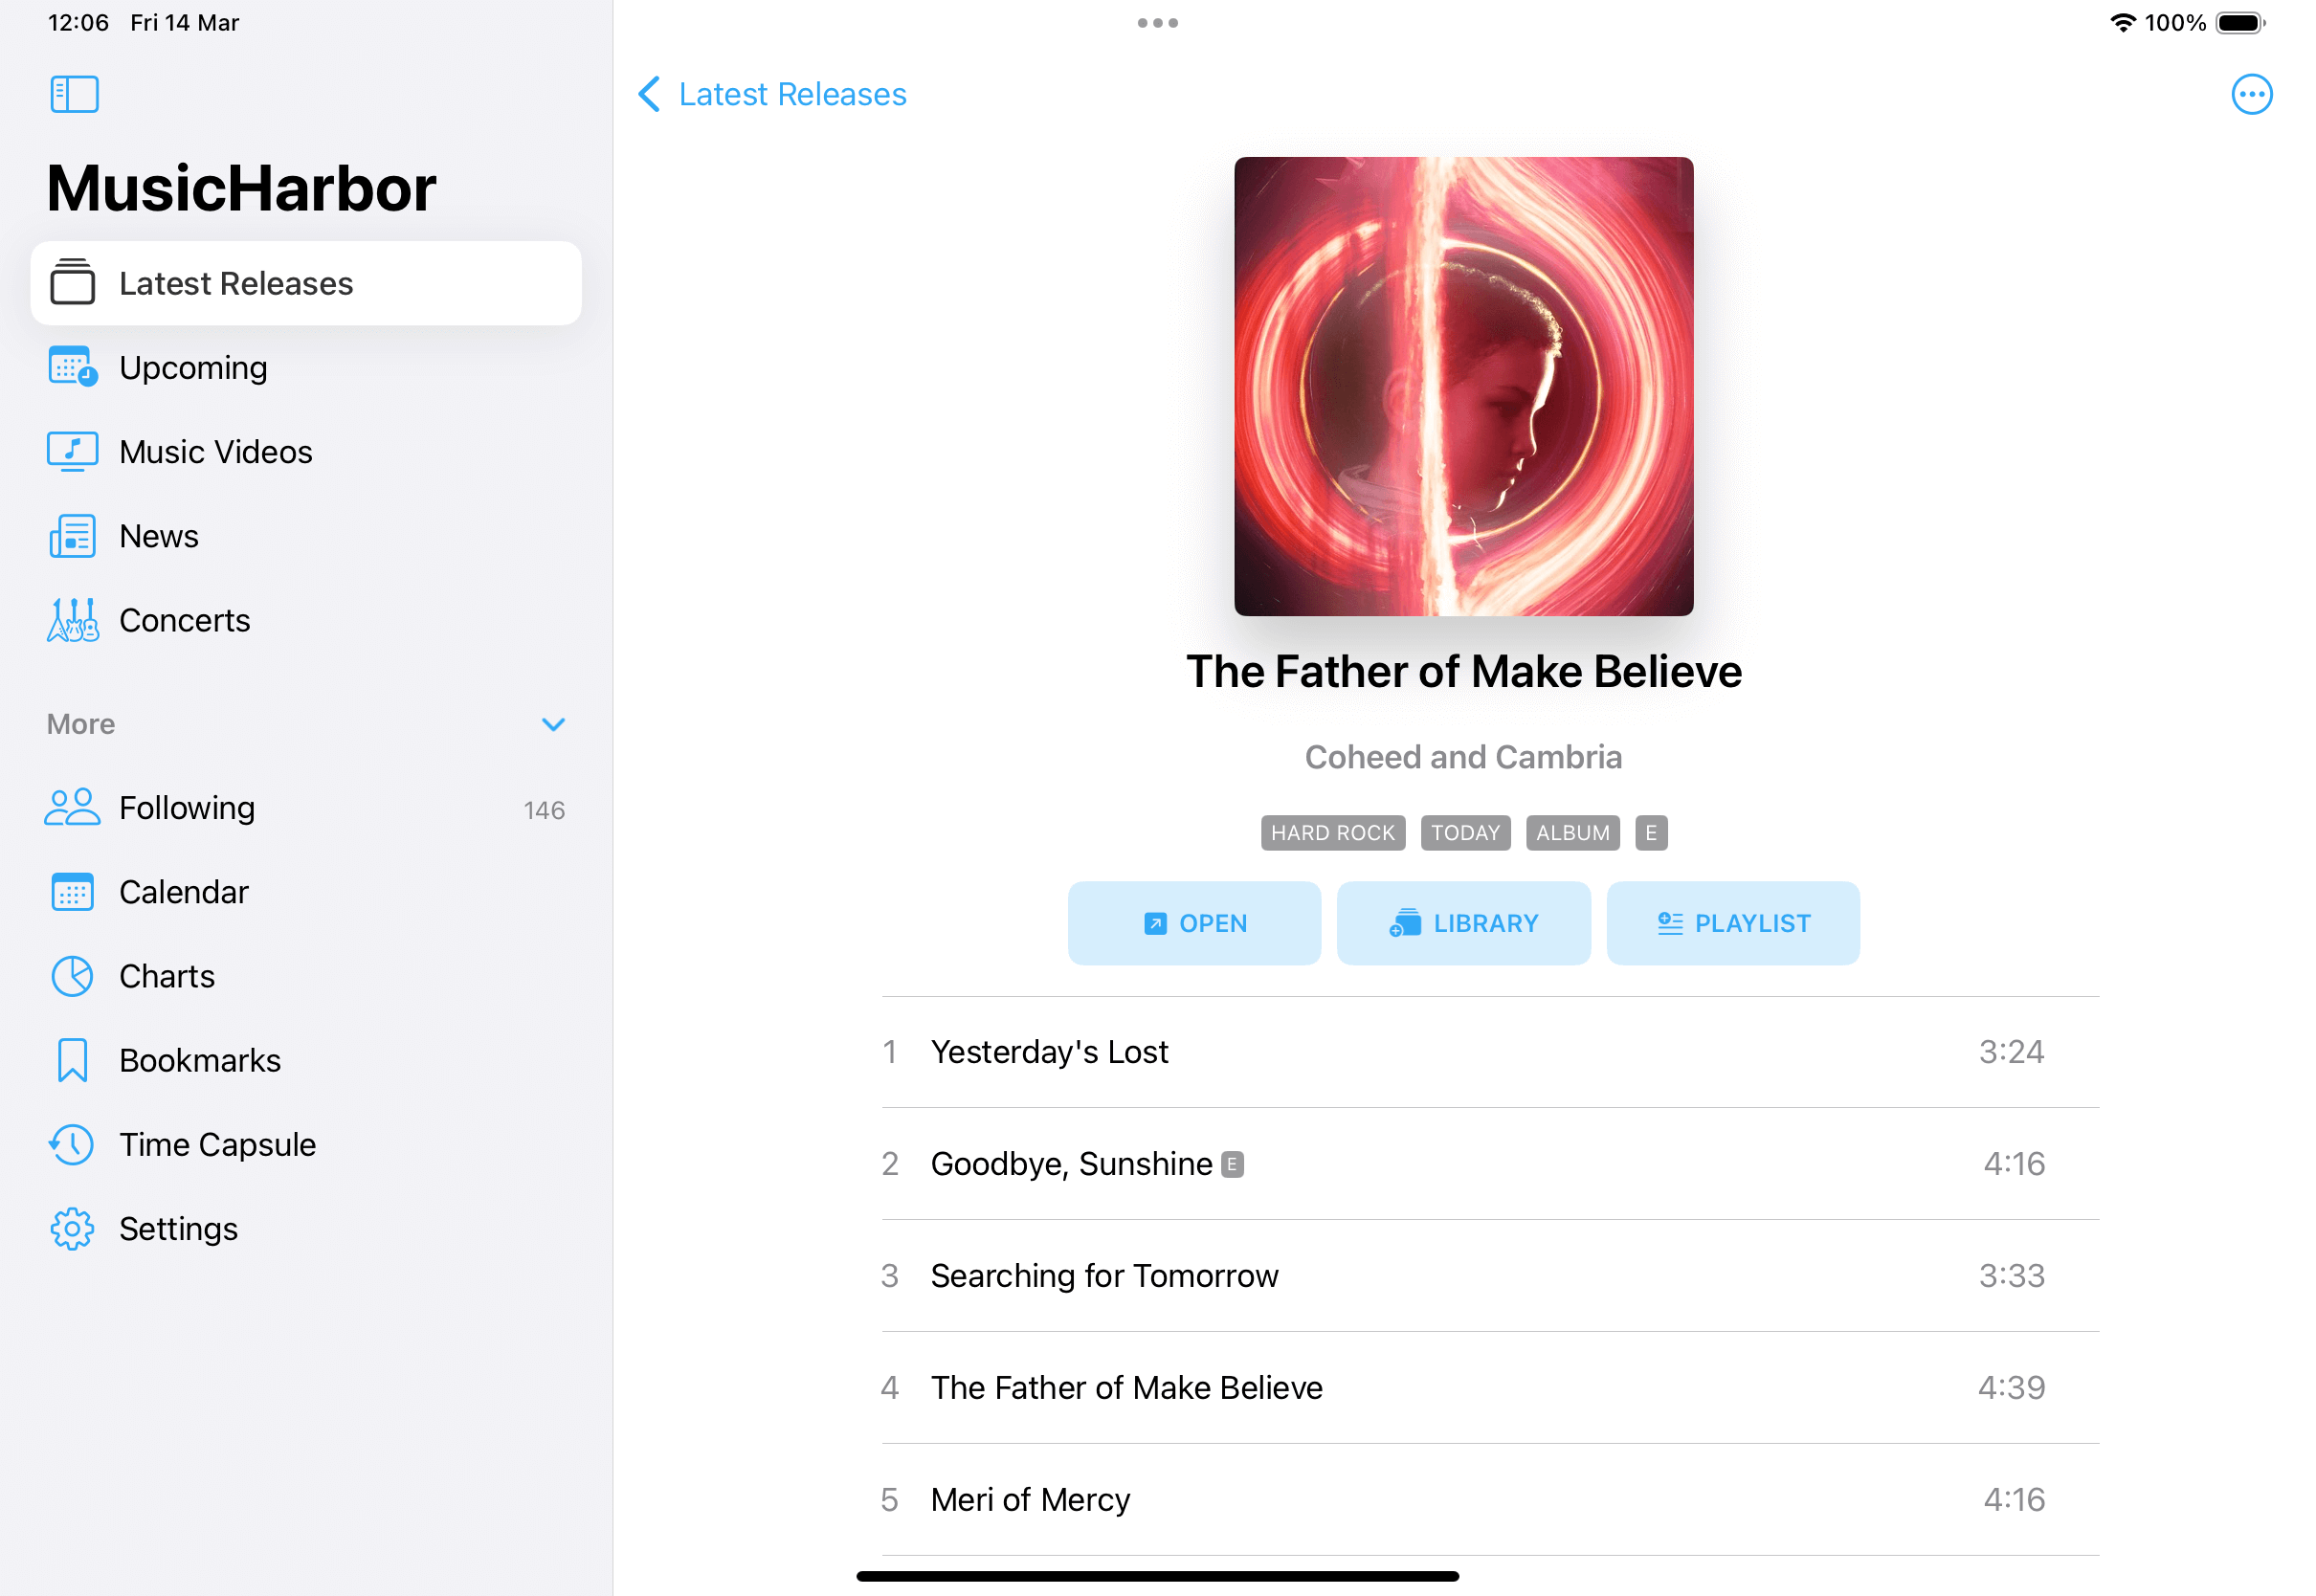 12:06 Fri 14 Mar
100%
MusicHarbor
Latest Releases
Upcoming
Music Videos
News
Concerts
More
Following 146
Calendar
Charts
Bookmarks
Time Capsule
Settings
Latest Releases
The Father of Make Believe
Coheed and Cambria
HARD ROCK TODAY ALBUM E
OPEN LIBRARY PLAYLIST
1 Yesterday's Lost 3:24
2 Goodbye, Sunshine E 4:16
3 Searching for Tomorrow 3:33
4 The Father of Make Believe 4:39
5 Meri of Mercy 4:16